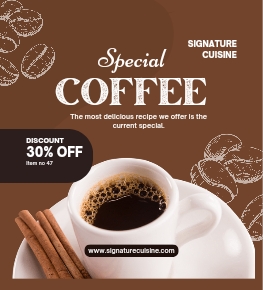 SIGNATURE
CUISINE
Special
COFFEE
The most delicious recipe we offer is the
current special.
DISCOUNT
30% OFF
Item no 47
www.signaturecuisine.com